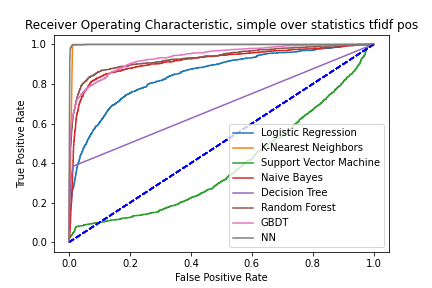 Receiver Operating Characteristic, simple over statistics tfidf pos
1.0
0.8
0.6
0.4
0.2
0.0
True Positive Rate
Logistic Regression
K-Nearest Neighbors
Support Vector Machine
Naive Bayes
Decision Tree
Random Forest
GBDT
NN
0.0 0.2 0.4 0.6 0.8 1.0
False Positive Rate